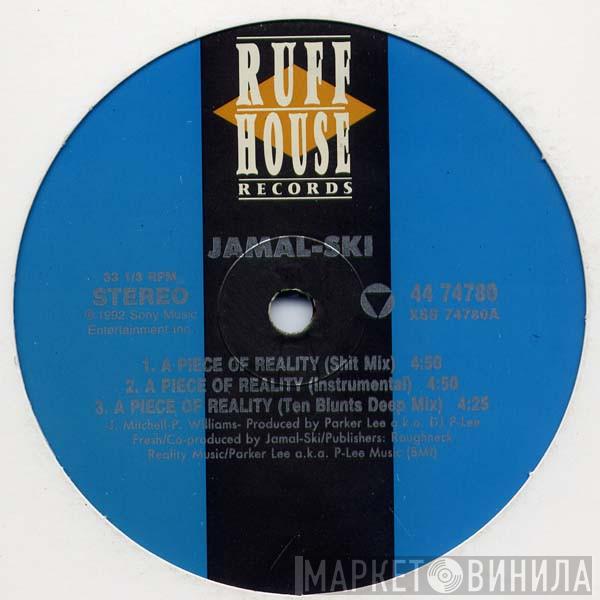 RUFF
HOUSE
RECORDS
JAMAL-SKI
33 1/3 RPM
STEREO
℗ 1992 Sony Music
Entertainment Inc.
44 74780
XSS 74780A
1. A PIECE OF REALITY (Shit Mix) 4:50
2. A PIECE OF REALITY (Instrumental) 4:50
3. A PIECE OF REALITY (Ten Blunts Deep Mix) 4:25
-J. Mitchell-P. Williams- Produced by Parker Lee a.k.a. DJ P-Lee
Fresh/Co-produced by Jamal-Ski/Publishers: Roughneck
Reality Music/Parker Lee a.k.a. P-Lee Music (BMI)
МАРКЕТ ВИНИЛА